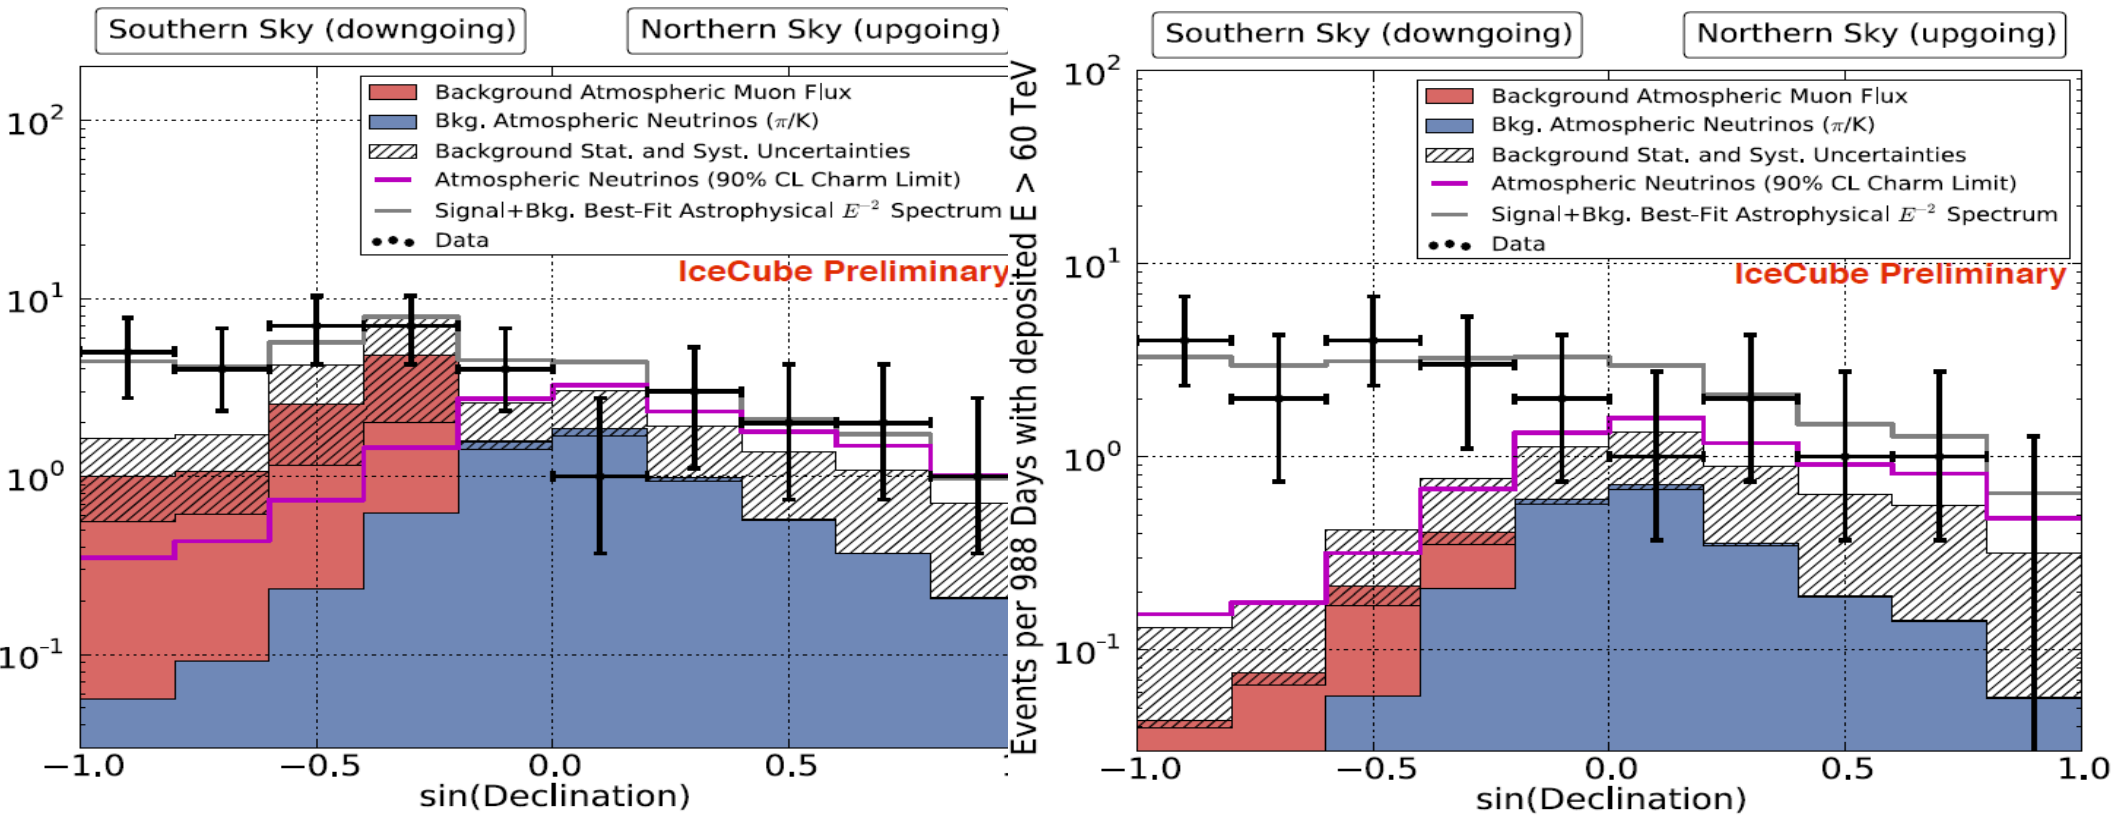 Southern Sky (downgoing)
Northern Sky (upgoing)
Background Atmospheric Muon Flux
Bkg. Atmospheric Neutrinos (π/K)
Background Stat. and Syst. Uncertainties
Atmospheric Neutrinos (90% CL Charm Limit)
Signal+Bkg. Best-Fit Astrophysical E⁻² Spectrum
Data
IceCube Preliminary
10²
10¹
10⁰
10⁻¹
−1.0
−0.5
0.0
0.5
sin(Declination)
Events per 988 Days with deposited E > 60 TeV
Southern Sky (downgoing)
Northern Sky (upgoing)
Background Atmospheric Muon Flux
Bkg. Atmospheric Neutrinos (π/K)
Background Stat. and Syst. Uncertainties
Atmospheric Neutrinos (90% CL Charm Limit)
Signal+Bkg. Best-Fit Astrophysical E⁻² Spectrum
Data
IceCube Preliminary
10²
10¹
10⁰
10⁻¹
−1.0
−0.5
0.0
0.5
1.0
sin(Declination)